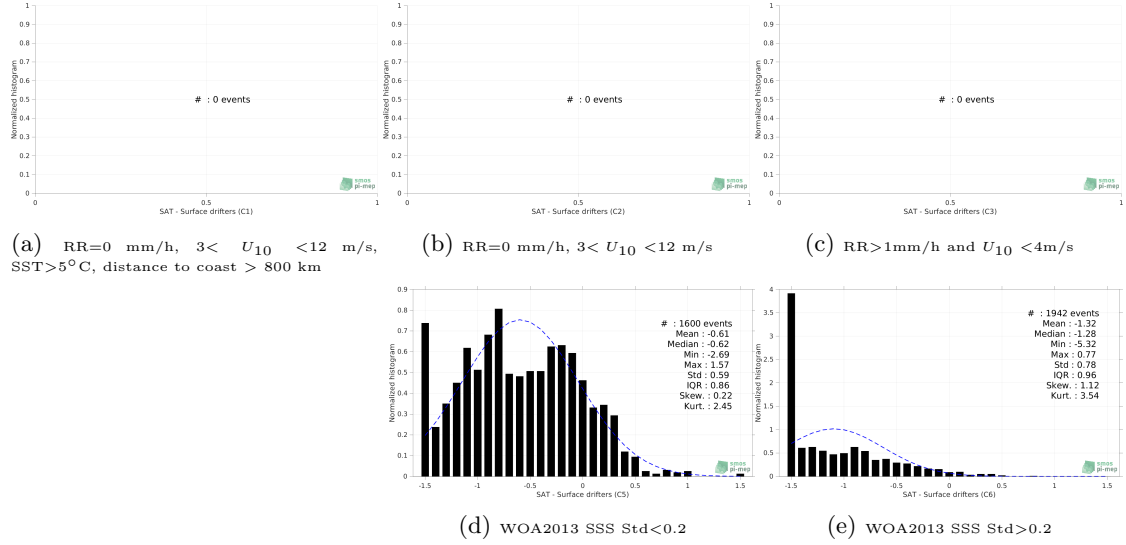 1
0.9
0.8
0.7
0.6
0.5
0.4
0.3
0.2
0.1
0
Normalized histogram
# : 0 events
smos
pi-mep
0 0.5 1
SAT - Surface drifters (C1)
(a) RR=0 mm/h, 3< U10 <12 m/s,
SST>5°C, distance to coast > 800 km
1
0.9
0.8
0.7
0.6
0.5
0.4
0.3
0.2
0.1
0
Normalized histogram
# : 0 events
smos
pi-mep
0 0.5 1
SAT - Surface drifters (C2)
(b) RR=0 mm/h, 3< U10 <12 m/s
1
0.9
0.8
0.7
0.6
0.5
0.4
0.3
0.2
0.1
0
Normalized histogram
# : 0 events
smos
pi-mep
0 0.5 1
SAT - Surface drifters (C3)
(c) RR>1mm/h and U10 <4m/s
0.9
0.8
0.7
0.6
0.5
0.4
0.3
0.2
0.1
0
Normalized histogram
# : 1600 events
Mean : -0.61
Median : -0.62
Min : -2.69
Max : 1.57
Std : 0.59
IQR : 0.86
Skew. : 0.22
Kurt. : 2.45
smos
pi-mep
-1.5 -1 -0.5 0 0.5 1 1.5
SAT - Surface drifters (C5)
(d) WOA2013 SSS Std<0.2
4
3.5
3
2.5
2
1.5
1
0.5
0
Normalized histogram
# : 1942 events
Mean : -1.32
Median : -1.28
Min : -5.32
Max : 0.77
Std : 0.78
IQR : 0.96
Skew. : 1.12
Kurt. : 3.54
smos
pi-mep
-1.5 -1 -0.5 0 0.5 1 1.5
SAT - Surface drifters (C6)
(e) WOA2013 SSS Std>0.2